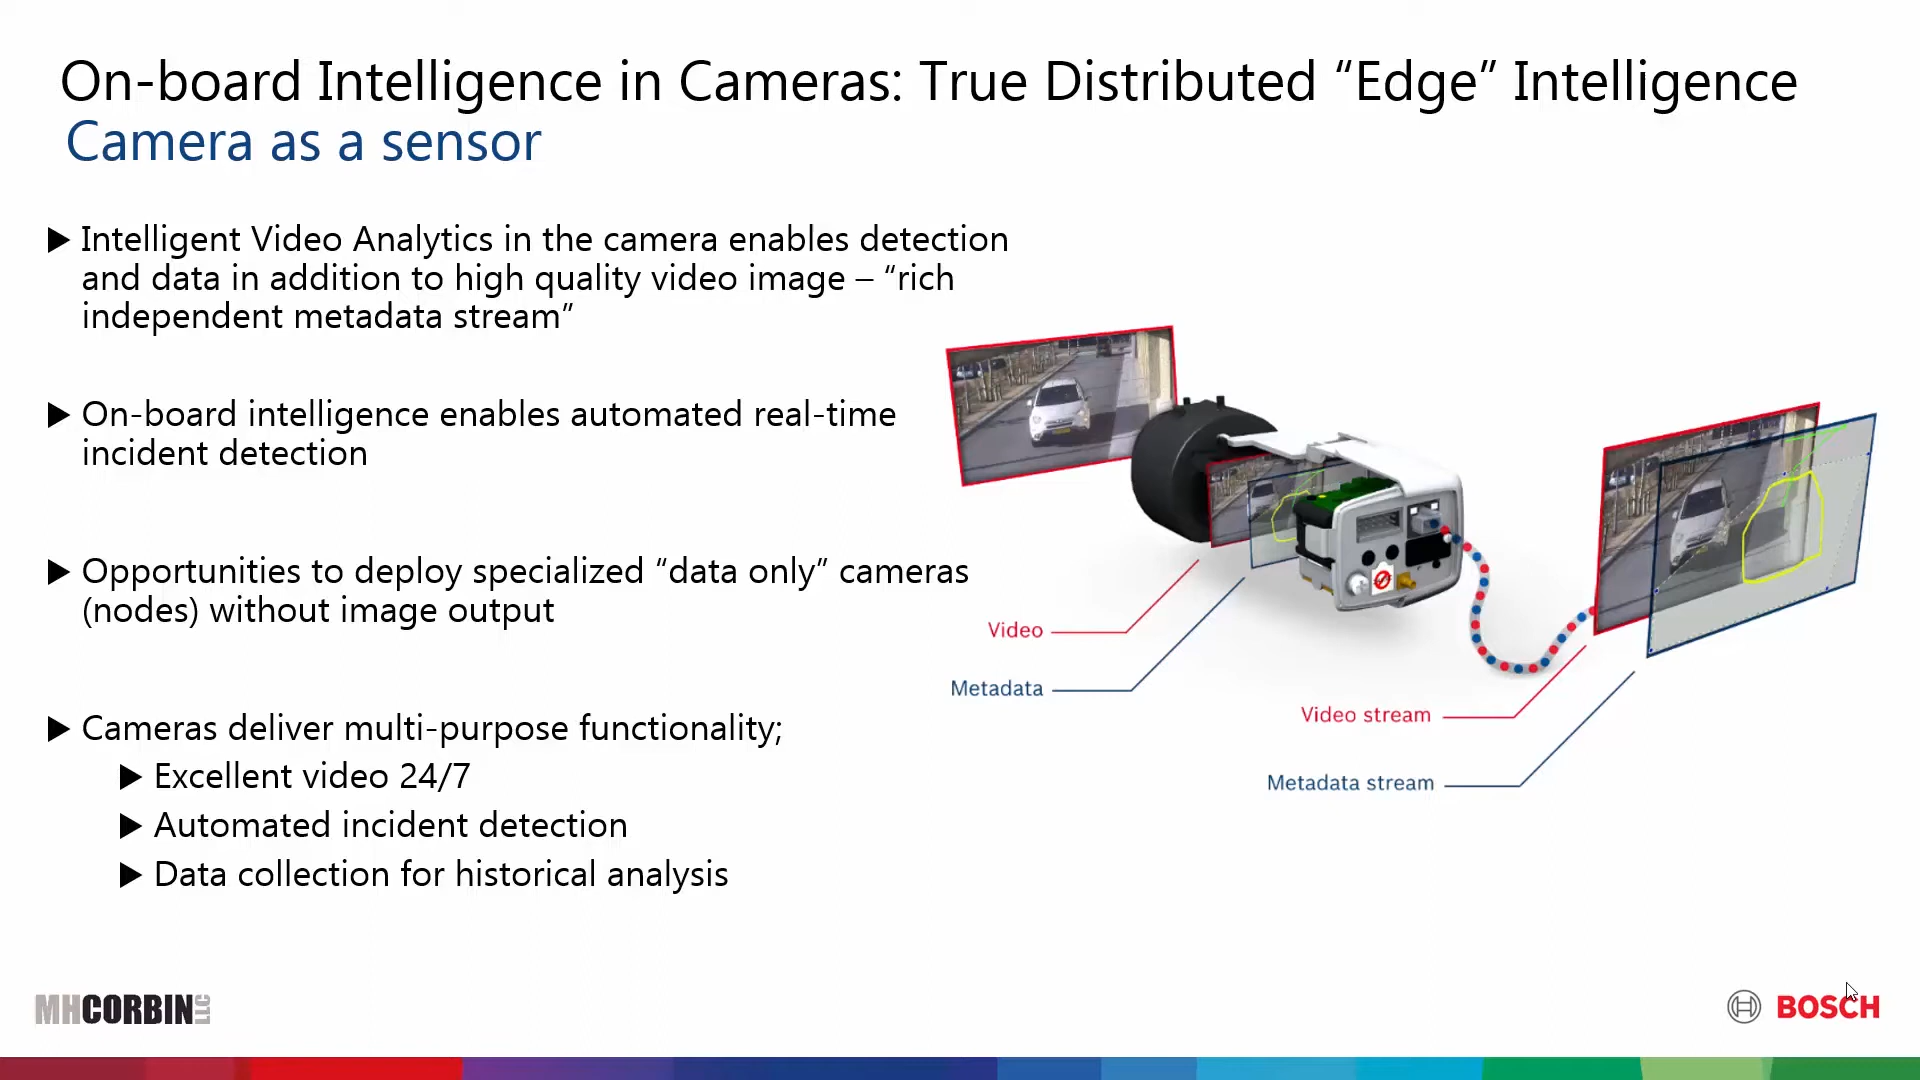 On-board Intelligence in Cameras: True Distributed “Edge” Intelligence
Camera as a sensor
▶ Intelligent Video Analytics in the camera enables detection
and data in addition to high quality video image – “rich
independent metadata stream”
▶ On-board intelligence enables automated real-time
incident detection
▶ Opportunities to deploy specialized “data only” cameras
(nodes) without image output
▶ Cameras deliver multi-purpose functionality;
▶ Excellent video 24/7
▶ Automated incident detection
▶ Data collection for historical analysis
Video
Metadata
Video stream
Metadata stream
MHCORBIN LLC
BOSCH